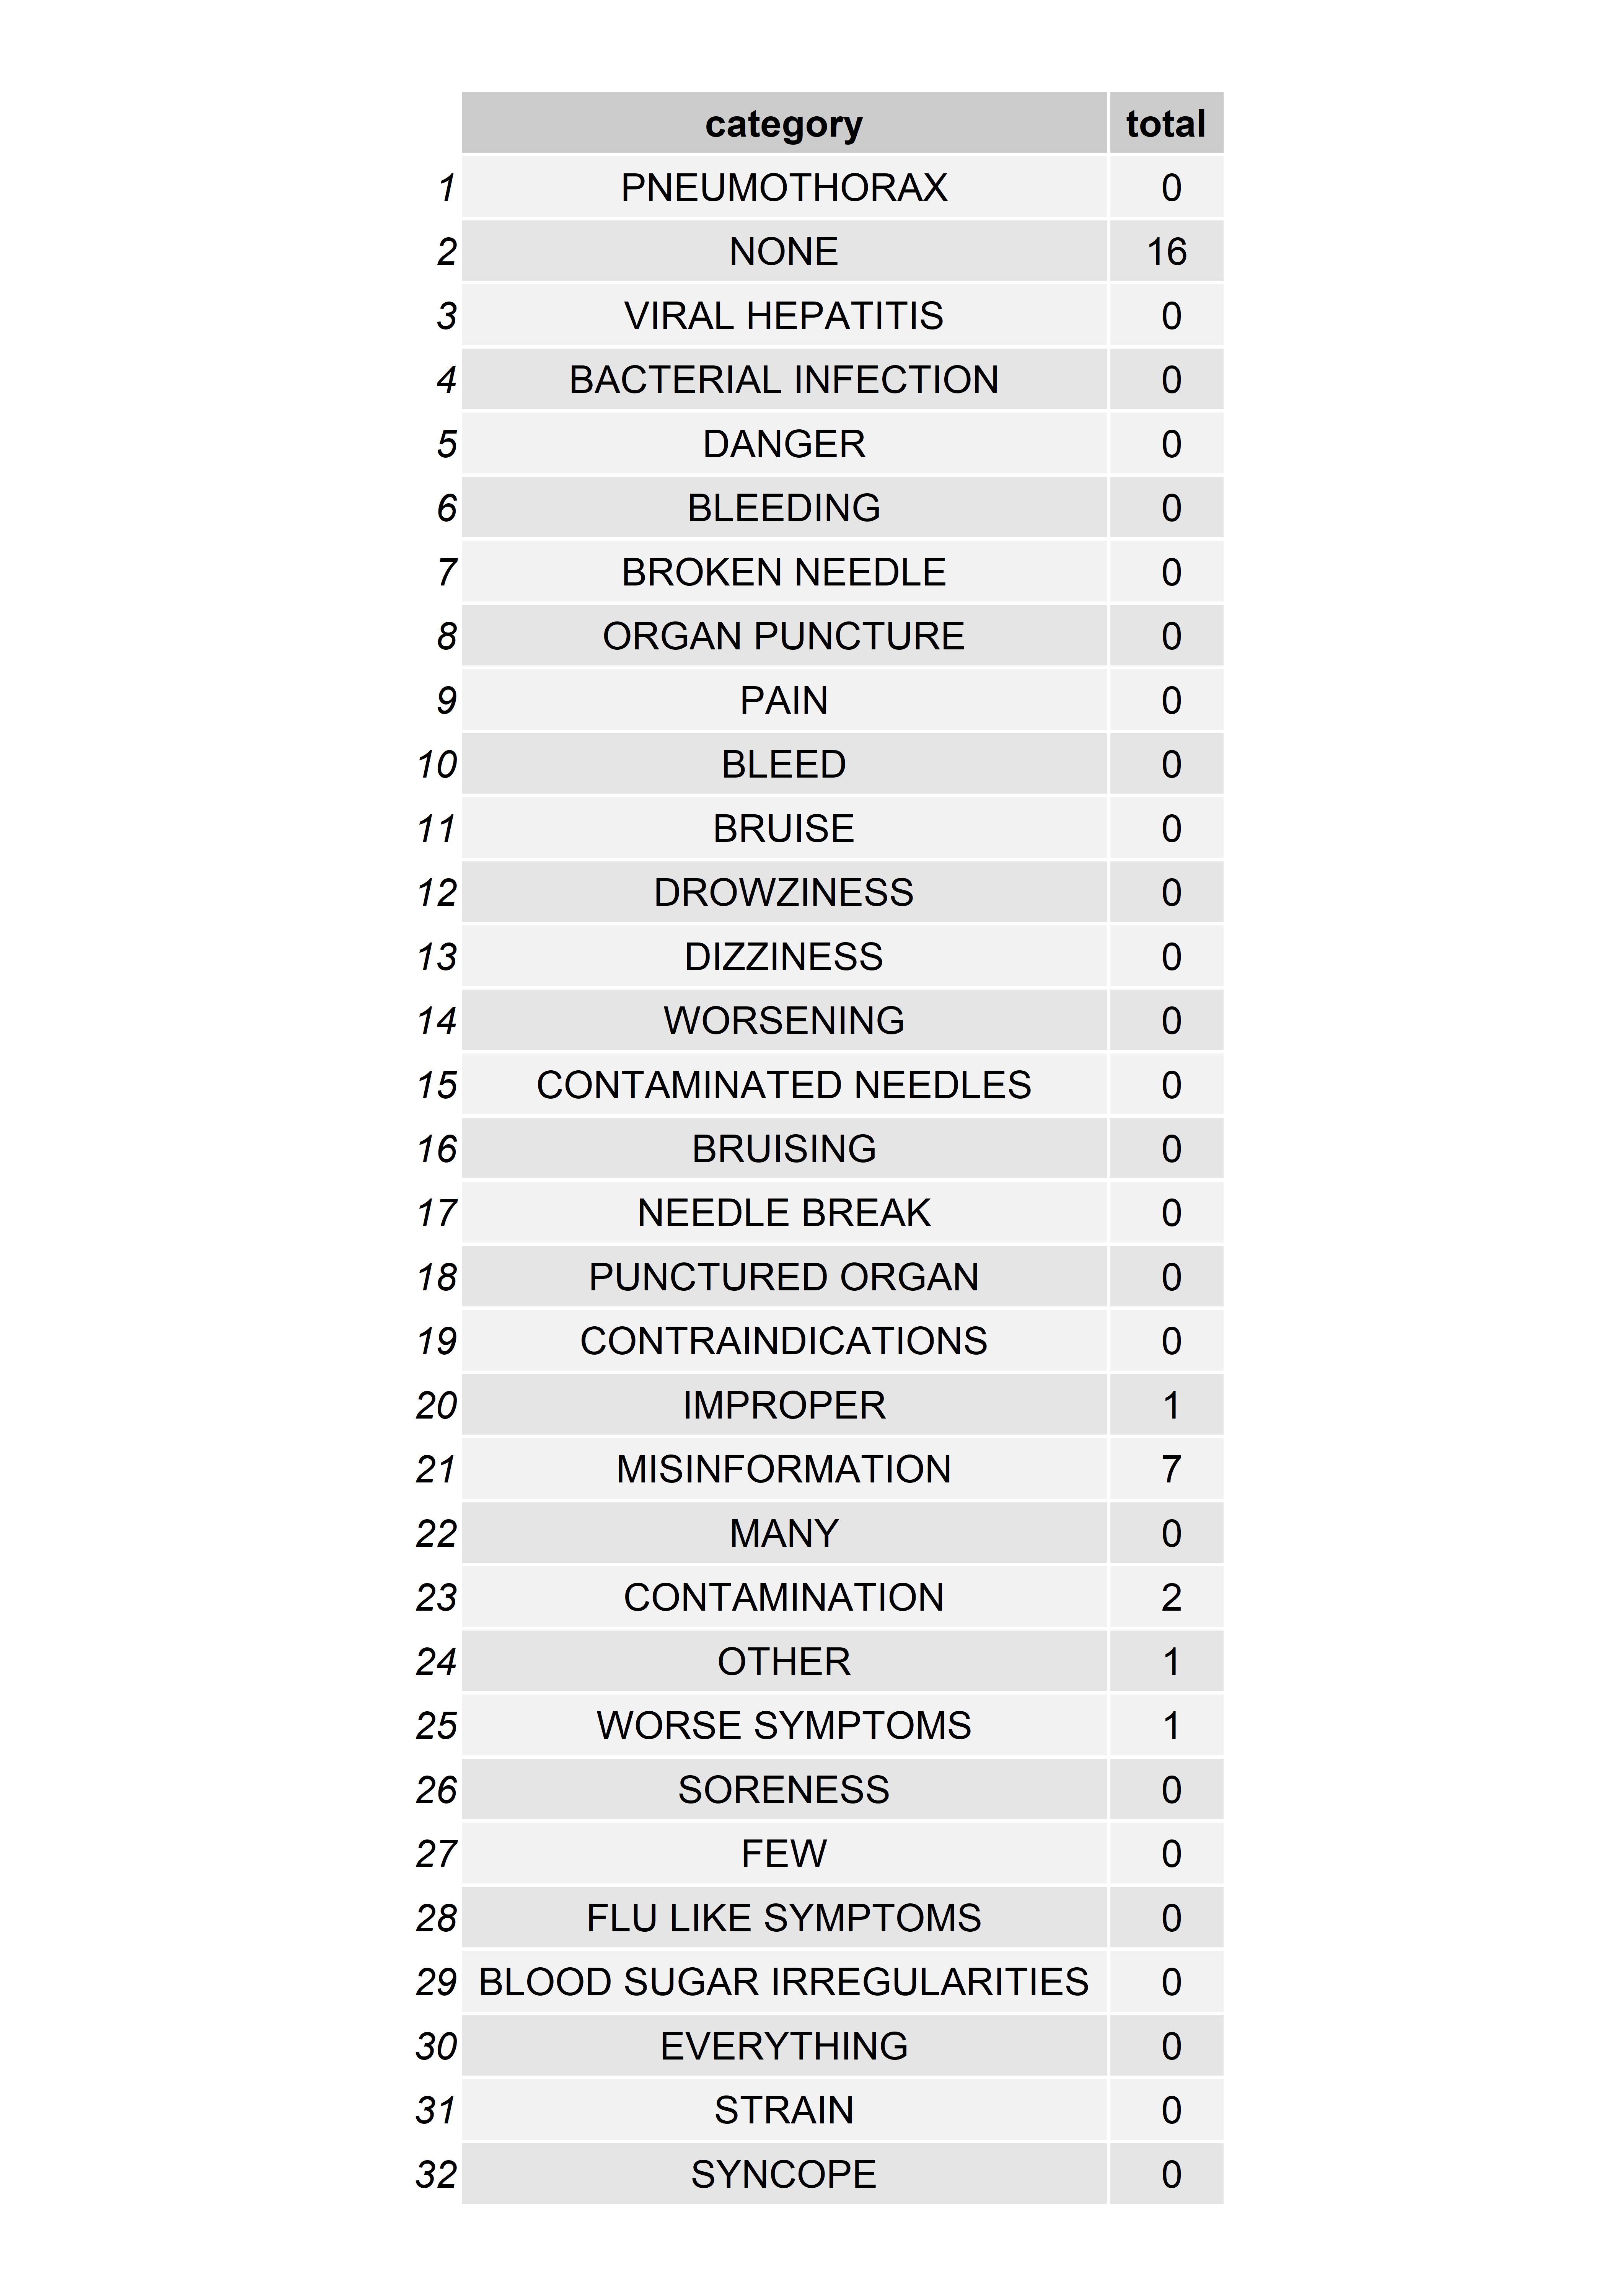 category total
1 PNEUMOTHORAX 0
2 NONE 16
3 VIRAL HEPATITIS 0
4 BACTERIAL INFECTION 0
5 DANGER 0
6 BLEEDING 0
7 BROKEN NEEDLE 0
8 ORGAN PUNCTURE 0
9 PAIN 0
10 BLEED 0
11 BRUISE 0
12 DROWZINESS 0
13 DIZZINESS 0
14 WORSENING 0
15 CONTAMINATED NEEDLES 0
16 BRUISING 0
17 NEEDLE BREAK 0
18 PUNCTURED ORGAN 0
19 CONTRAINDICATIONS 0
20 IMPROPER 1
21 MISINFORMATION 7
22 MANY 0
23 CONTAMINATION 2
24 OTHER 1
25 WORSE SYMPTOMS 1
26 SORENESS 0
27 FEW 0
28 FLU LIKE SYMPTOMS 0
29 BLOOD SUGAR IRREGULARITIES 0
30 EVERYTHING 0
31 STRAIN 0
32 SYNCOPE 0